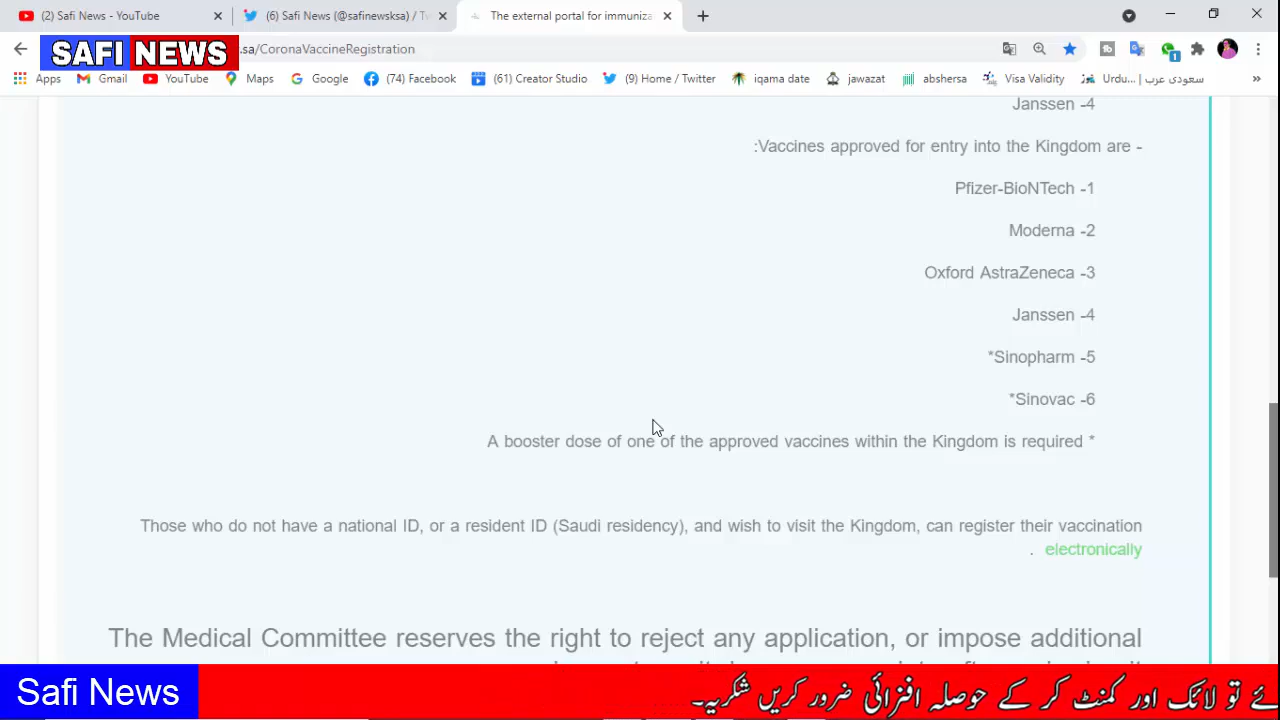 (2) Safi News - YouTube
(6) Safi News (@safinewsksa) / Tw
The external portal for immuniza
SAFI NEWS
.sa/CoronaVaccineRegistration
Apps
Gmail
YouTube
Maps
Google
(74) Facebook
(61) Creator Studio
(9) Home / Twitter
iqama date
jawazat
abshersa
Visa Validity
Urdu... | سعودی عرب
»
Janssen -4
:Vaccines approved for entry into the Kingdom are -
Pfizer-BioNTech -1
Moderna -2
Oxford AstraZeneca -3
Janssen -4
*Sinopharm -5
*Sinovac -6
A booster dose of one of the approved vaccines within the Kingdom is required *
Those who do not have a national ID, or a resident ID (Saudi residency), and wish to visit the Kingdom, can register their vaccination
. electronically
The Medical Committee reserves the right to reject any application, or impose additional
Safi News
ئے تو لائک اور کمنٹ کر کے حوصلہ افزائی ضرور کریں شکریہ۔